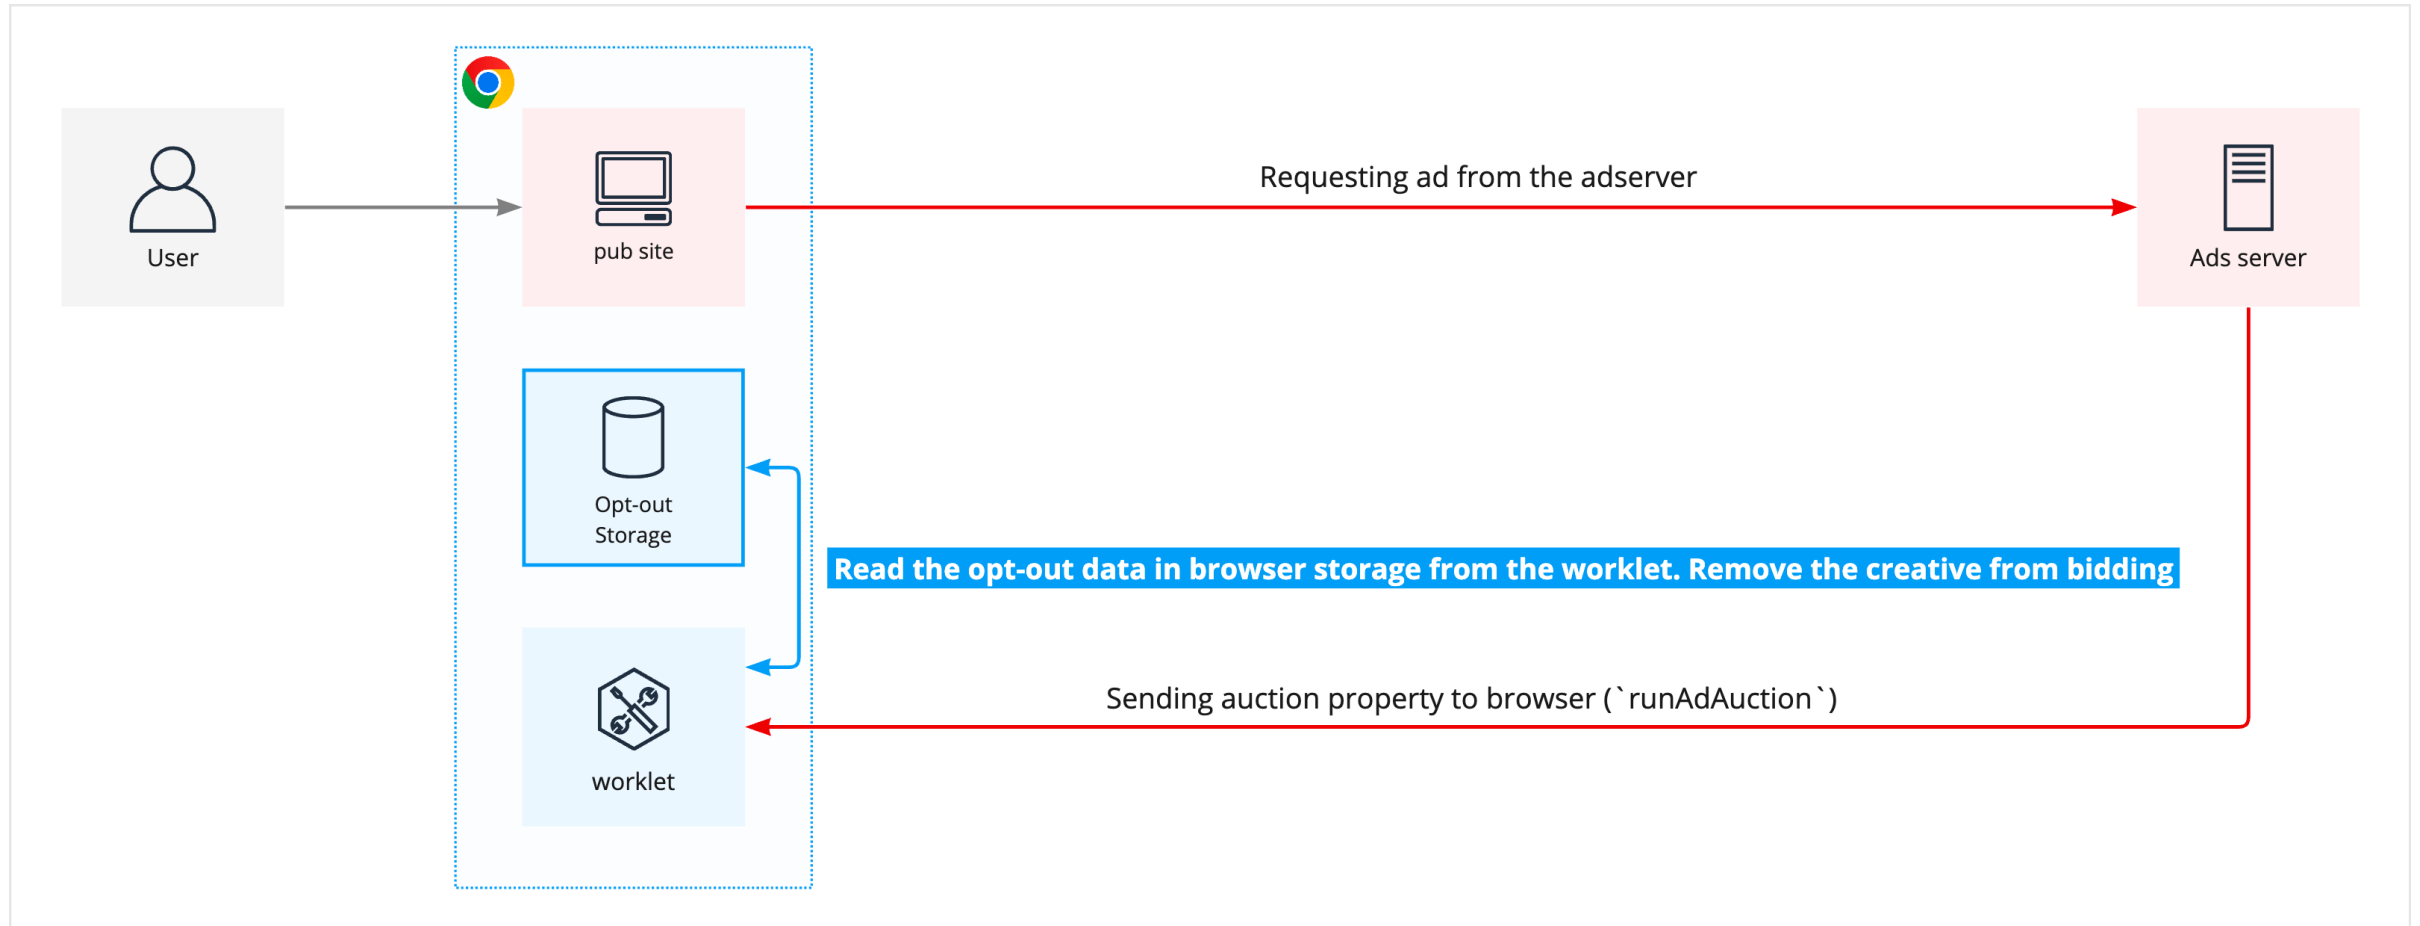 User
pub site
Requesting ad from the adserver
Ads server
Opt-out
Storage
Read the opt-out data in browser storage from the worklet. Remove the creative from bidding
Sending auction property to browser (`runAdAuction`)
worklet